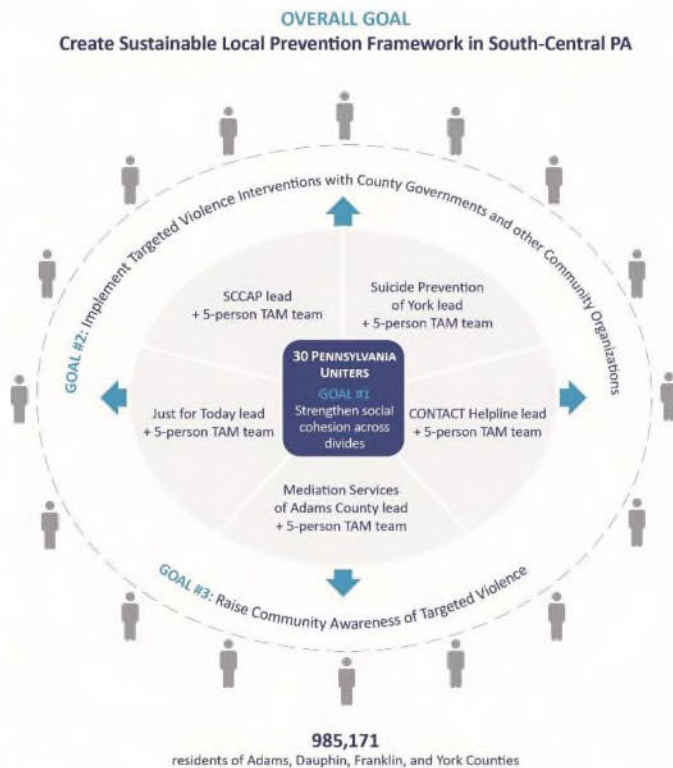 OVERALL GOAL
Create Sustainable Local Prevention Framework in South-Central PA
GOAL #2: Implement Targeted Violence Interventions with County Governments and other Community Organizations
SCCAP lead
+ 5-person TAM team
Suicide Prevention
of York lead
+ 5-person TAM team
30 PENNSYLVANIA
UNITERS
GOAL #1
Strengthen social
cohesion across
divides
Just for Today lead
+ 5-person TAM team
CONTACT Helpline lead
+ 5-person TAM team
Mediation Services
of Adams County lead
+ 5-person TAM team
GOAL #3: Raise Community Awareness of Targeted Violence
985,171
residents of Adams, Dauphin, Franklin, and York Counties